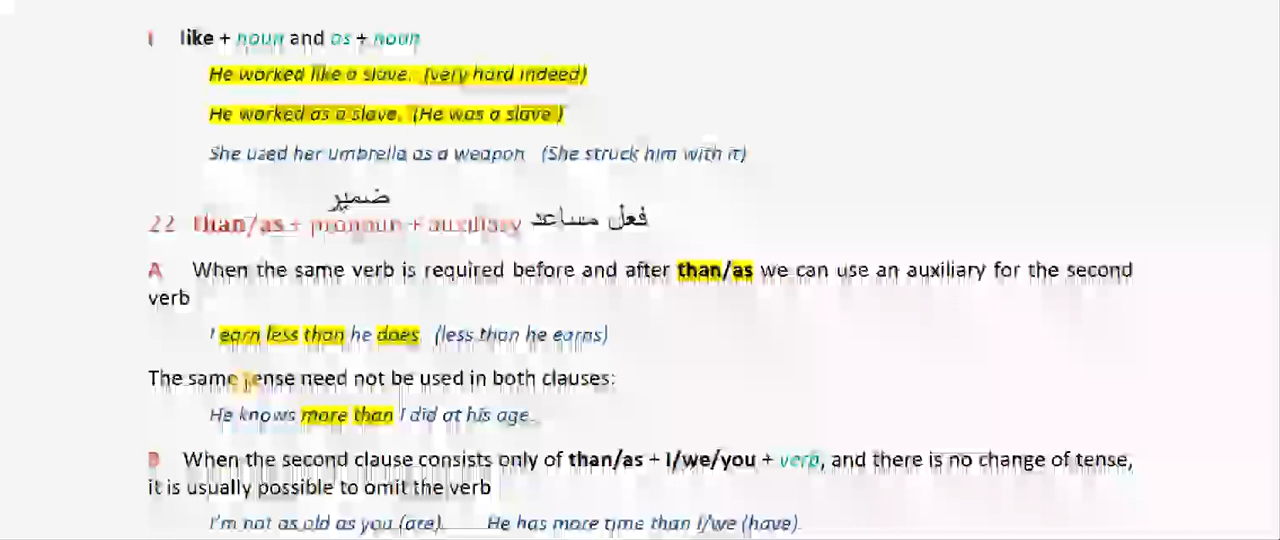 I like + noun and as + noun
He worked like a slave. (very hard indeed)
He worked as a slave. (He was a slave.)
She used her umbrella as a weapon (She struck him with it)
ضمير
22 than/as + pronoun + auxiliary فعل مساعد
A When the same verb is required before and after than/as we can use an auxiliary for the second
verb
I earn less than he does (less than he earns)
The same tense need not be used in both clauses:
He knows more than I did at his age.
B When the second clause consists only of than/as + I/we/you + verb, and there is no change of tense,
it is usually possible to omit the verb
I'm not as old as you (are). He has more time than I/we (have).